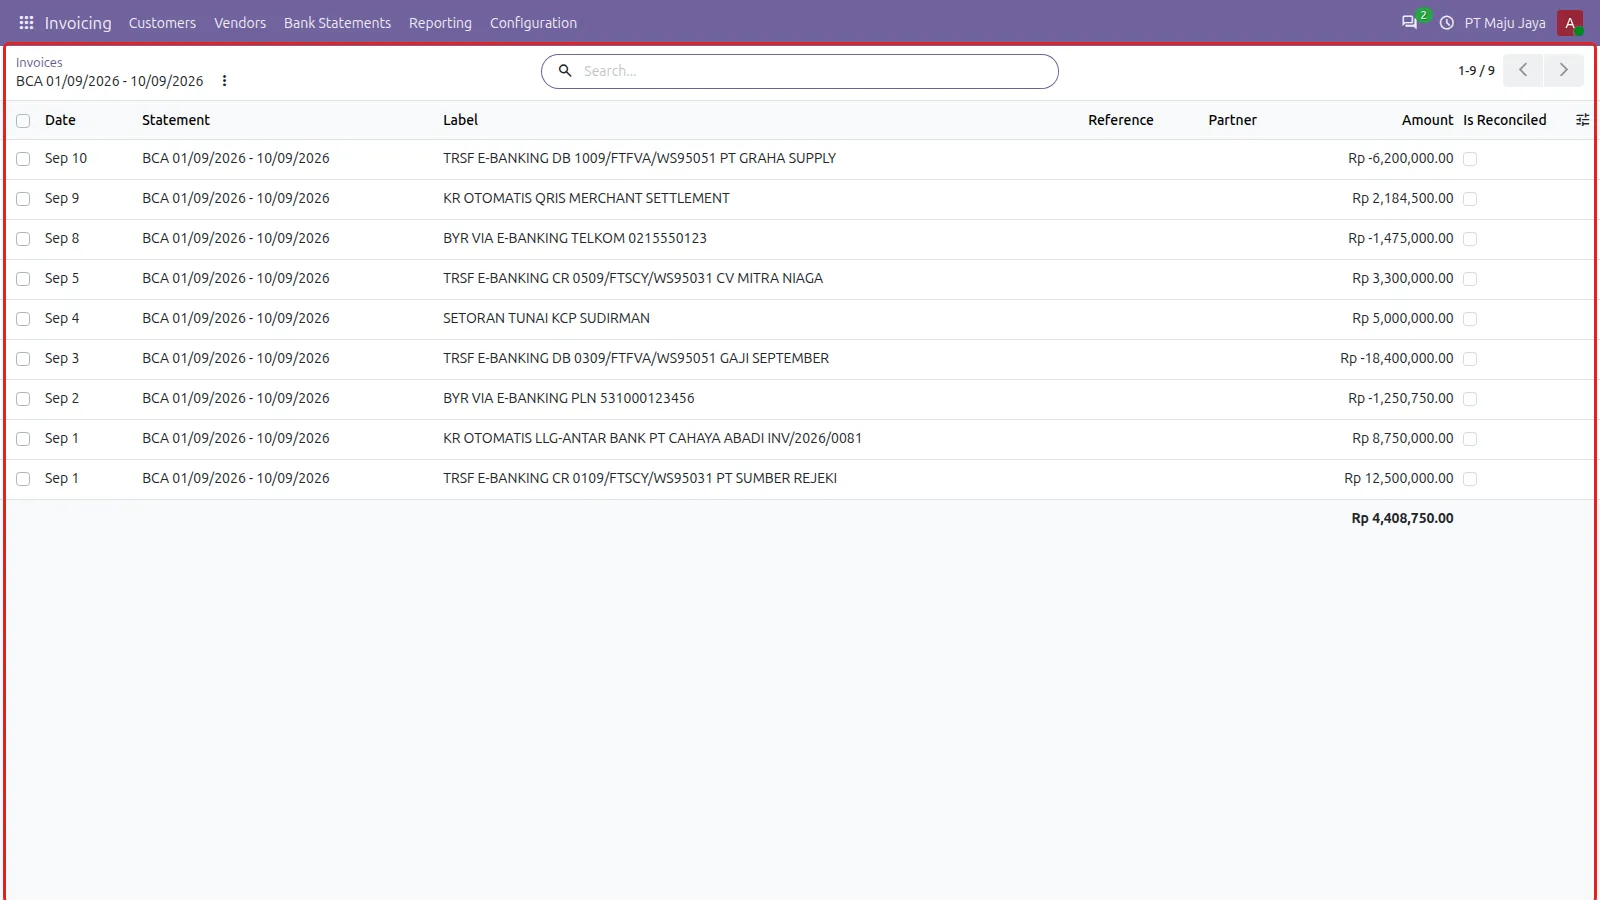 Invoicing Customers Vendors Bank Statements Reporting Configuration 2 PT Maju Jaya A
Invoices
BCA 01/09/2026 - 10/09/2026 Search... 1-9 / 9
Date Statement Label Reference Partner Amount Is Reconciled
Sep 10 BCA 01/09/2026 - 10/09/2026 TRSF E-BANKING DB 1009/FTFVA/WS95051 PT GRAHA SUPPLY Rp -6,200,000.00
Sep 9 BCA 01/09/2026 - 10/09/2026 KR OTOMATIS QRIS MERCHANT SETTLEMENT Rp 2,184,500.00
Sep 8 BCA 01/09/2026 - 10/09/2026 BYR VIA E-BANKING TELKOM 0215550123 Rp -1,475,000.00
Sep 5 BCA 01/09/2026 - 10/09/2026 TRSF E-BANKING CR 0509/FTSCY/WS95031 CV MITRA NIAGA Rp 3,300,000.00
Sep 4 BCA 01/09/2026 - 10/09/2026 SETORAN TUNAI KCP SUDIRMAN Rp 5,000,000.00
Sep 3 BCA 01/09/2026 - 10/09/2026 TRSF E-BANKING DB 0309/FTFVA/WS95051 GAJI SEPTEMBER Rp -18,400,000.00
Sep 2 BCA 01/09/2026 - 10/09/2026 BYR VIA E-BANKING PLN 531000123456 Rp -1,250,750.00
Sep 1 BCA 01/09/2026 - 10/09/2026 KR OTOMATIS LLG-ANTAR BANK PT CAHAYA ABADI INV/2026/0081 Rp 8,750,000.00
Sep 1 BCA 01/09/2026 - 10/09/2026 TRSF E-BANKING CR 0109/FTSCY/WS95031 PT SUMBER REJEKI Rp 12,500,000.00
Rp 4,408,750.00